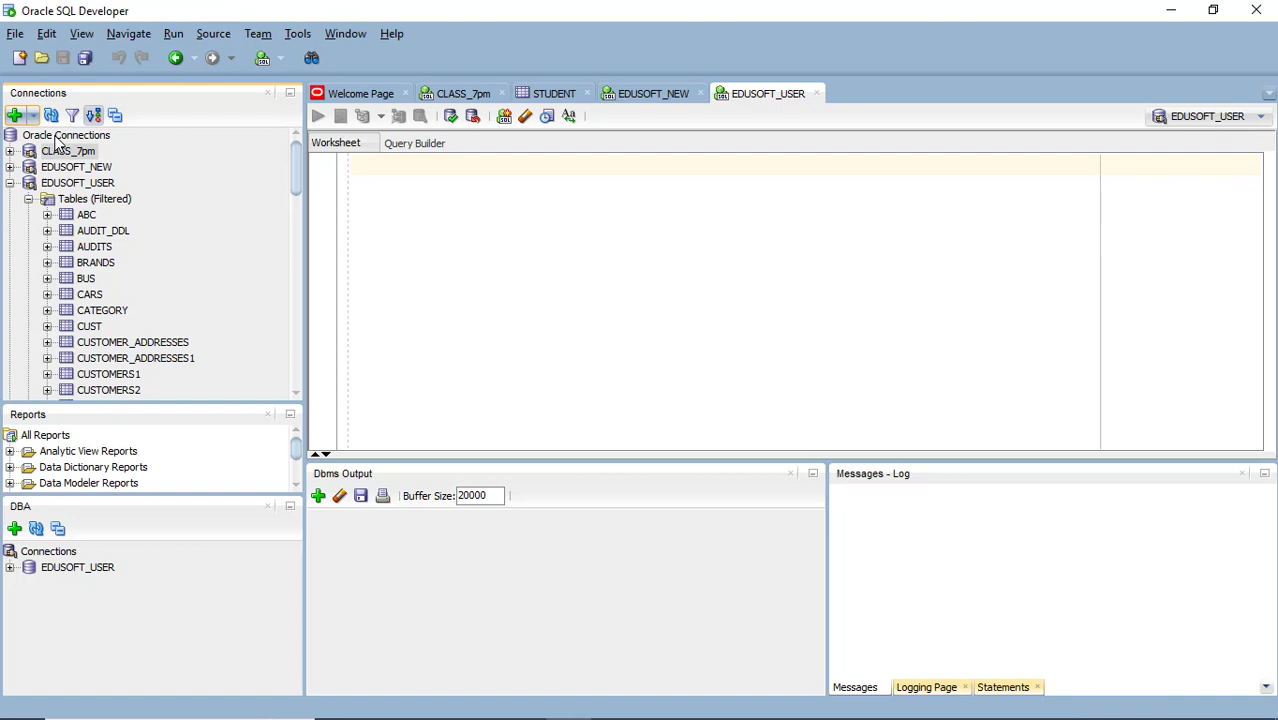 Oracle SQL Developer
File Edit View Navigate Run Source Team Tools Window Help
Connections
Oracle Connections
CLASS_7pm
EDUSOFT_NEW
EDUSOFT_USER
Tables (Filtered)
ABC
AUDIT_DDL
AUDITS
BRANDS
BUS
CARS
CATEGORY
CUST
CUSTOMER_ADDRESSES
CUSTOMER_ADDRESSES1
CUSTOMERS1
CUSTOMERS2
Reports
All Reports
Analytic View Reports
Data Dictionary Reports
Data Modeler Reports
DBA
Connections
EDUSOFT_USER
Welcome Page CLASS_7pm STUDENT EDUSOFT_NEW EDUSOFT_USER
EDUSOFT_USER
Worksheet Query Builder
Dbms Output
Buffer Size: 20000
Messages - Log
Messages Logging Page Statements